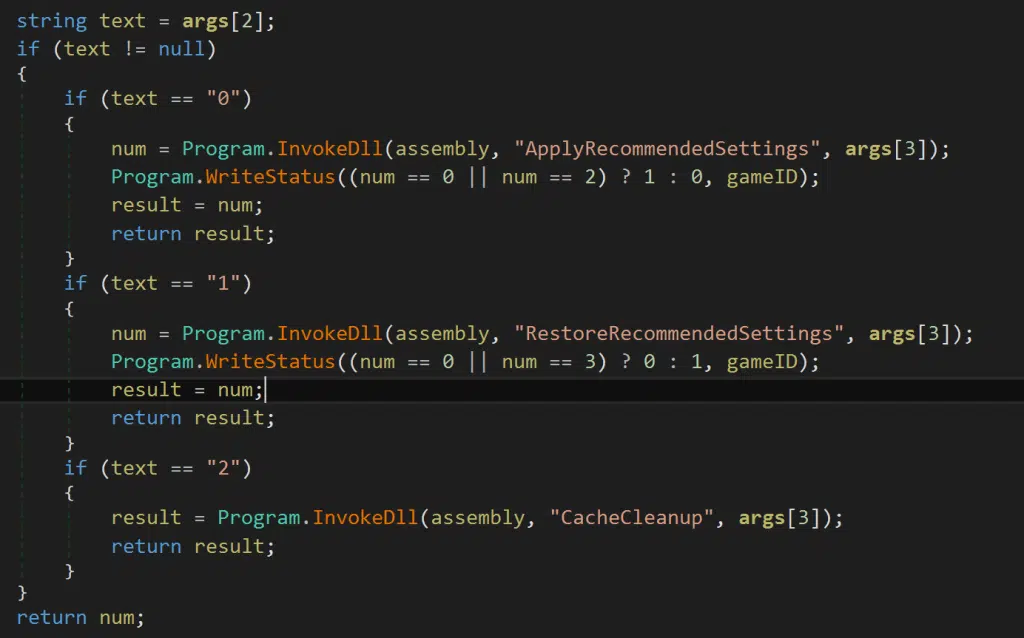 string text = args[2];
if (text != null)
{
if (text == "0")
{
num = Program.InvokeDll(assembly, "ApplyRecommendedSettings", args[3]);
Program.WriteStatus((num == 0 || num == 2) ? 1 : 0, gameID);
result = num;
return result;
}
if (text == "1")
{
num = Program.InvokeDll(assembly, "RestoreRecommendedSettings", args[3]);
Program.WriteStatus((num == 0 || num == 3) ? 0 : 1, gameID);
result = num;
return result;
}
if (text == "2")
{
result = Program.InvokeDll(assembly, "CacheCleanup", args[3]);
return result;
}
}
return num;